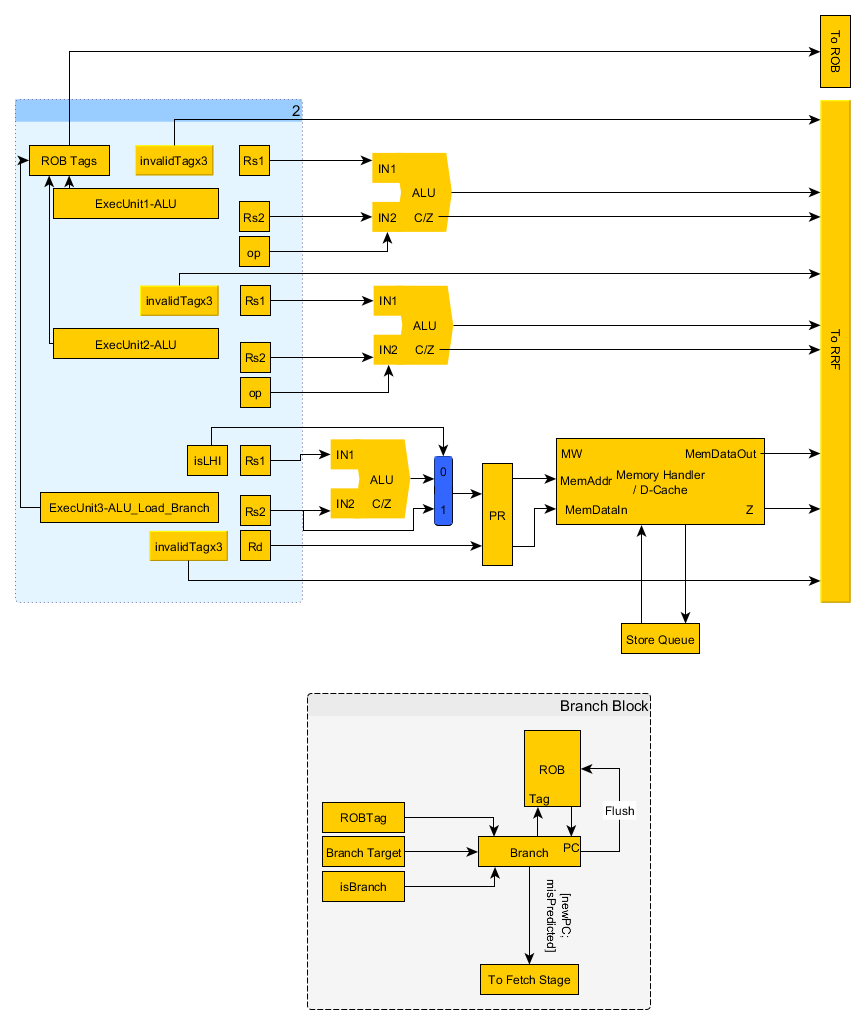 To ROB
2
ROB Tags
invalidTagx3
Rs1
IN1
ALU
ExecUnit1-ALU
Rs2
IN2
C/Z
op
invalidTagx3
Rs1
IN1
ALU
ExecUnit2-ALU
Rs2
IN2
C/Z
op
To RRF
isLHI
Rs1
IN1
ALU
0
MW
MemDataOut
MemAddr
Memory Handler
/ D-Cache
ExecUnit3-ALU_Load_Branch
Rs2
IN2
C/Z
1
PR
MemDataIn
Z
invalidTagx3
Rd
Store Queue
Branch Block
ROB
Tag
Flush
ROBTag
Branch Target
Branch
PC
isBranch
[newPC;
misPredicted]
To Fetch Stage